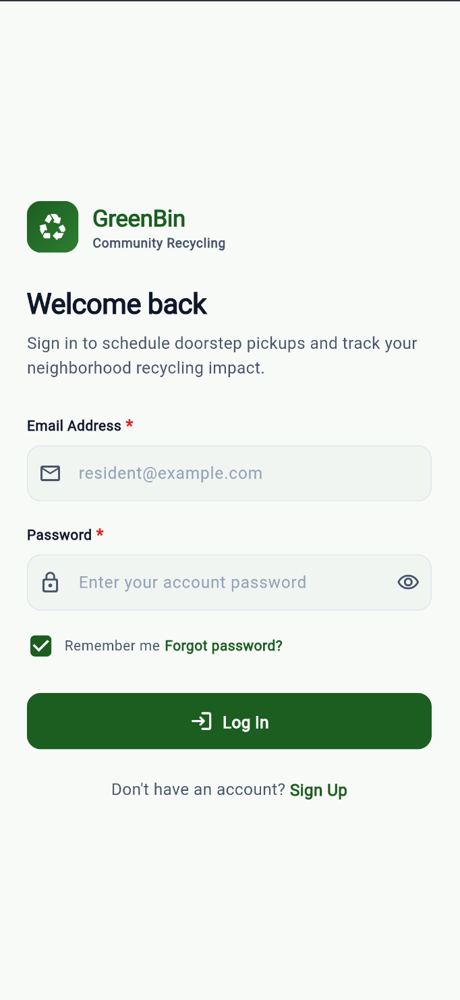 GreenBin
Community Recycling
Welcome back
Sign in to schedule doorstep pickups and track your
neighborhood recycling impact.
Email Address *
resident@example.com
Password *
Enter your account password
Remember me Forgot password?
Log In
Don't have an account? Sign Up